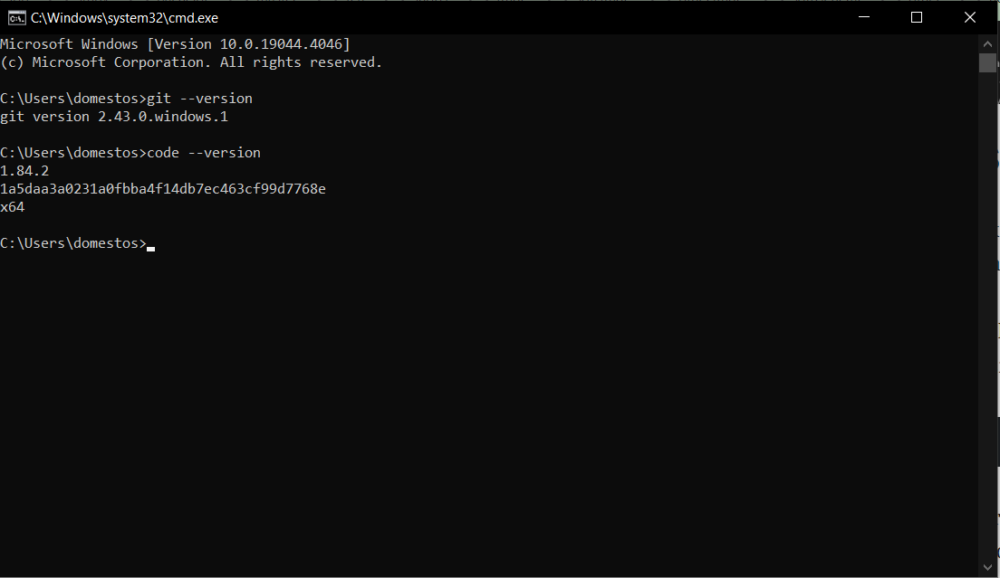 C:\Windows\system32\cmd.exe
Microsoft Windows [Version 10.0.19044.4046]
(c) Microsoft Corporation. All rights reserved.
C:\Users\domestos>git --version
git version 2.43.0.windows.1
C:\Users\domestos>code --version
1.84.2
1a5daa3a0231a0fbba4f14db7ec463cf99d7768e
x64
C:\Users\domestos>